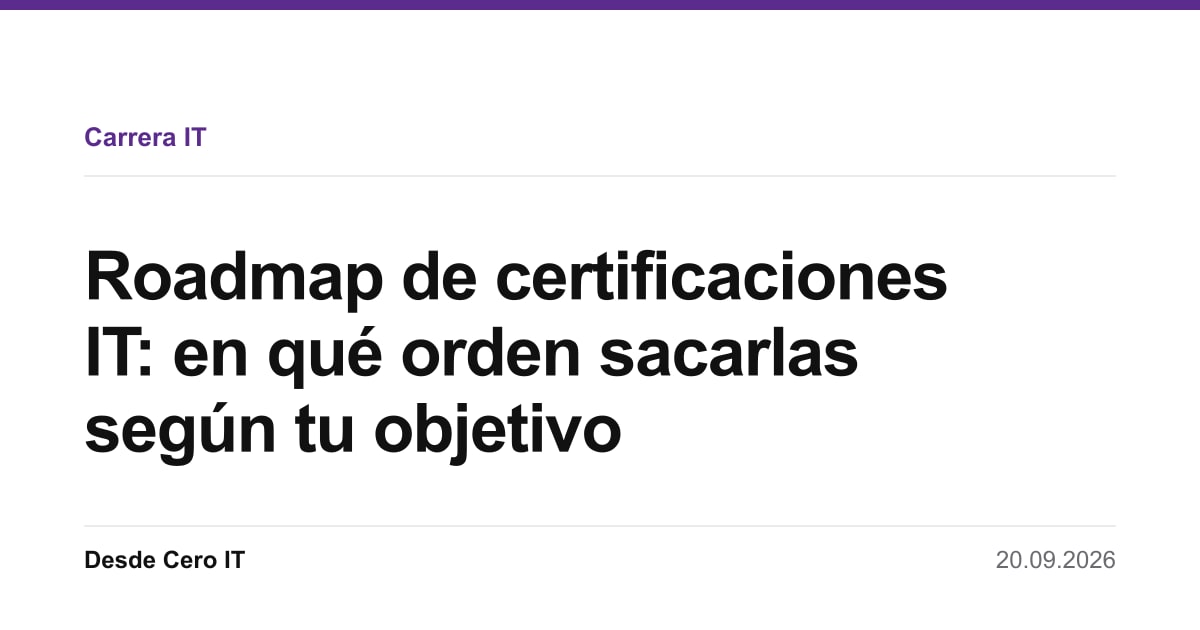 Carrera IT
Roadmap de certificaciones
IT: en qué orden sacarlas
según tu objetivo
Desde Cero IT
20.09.2026